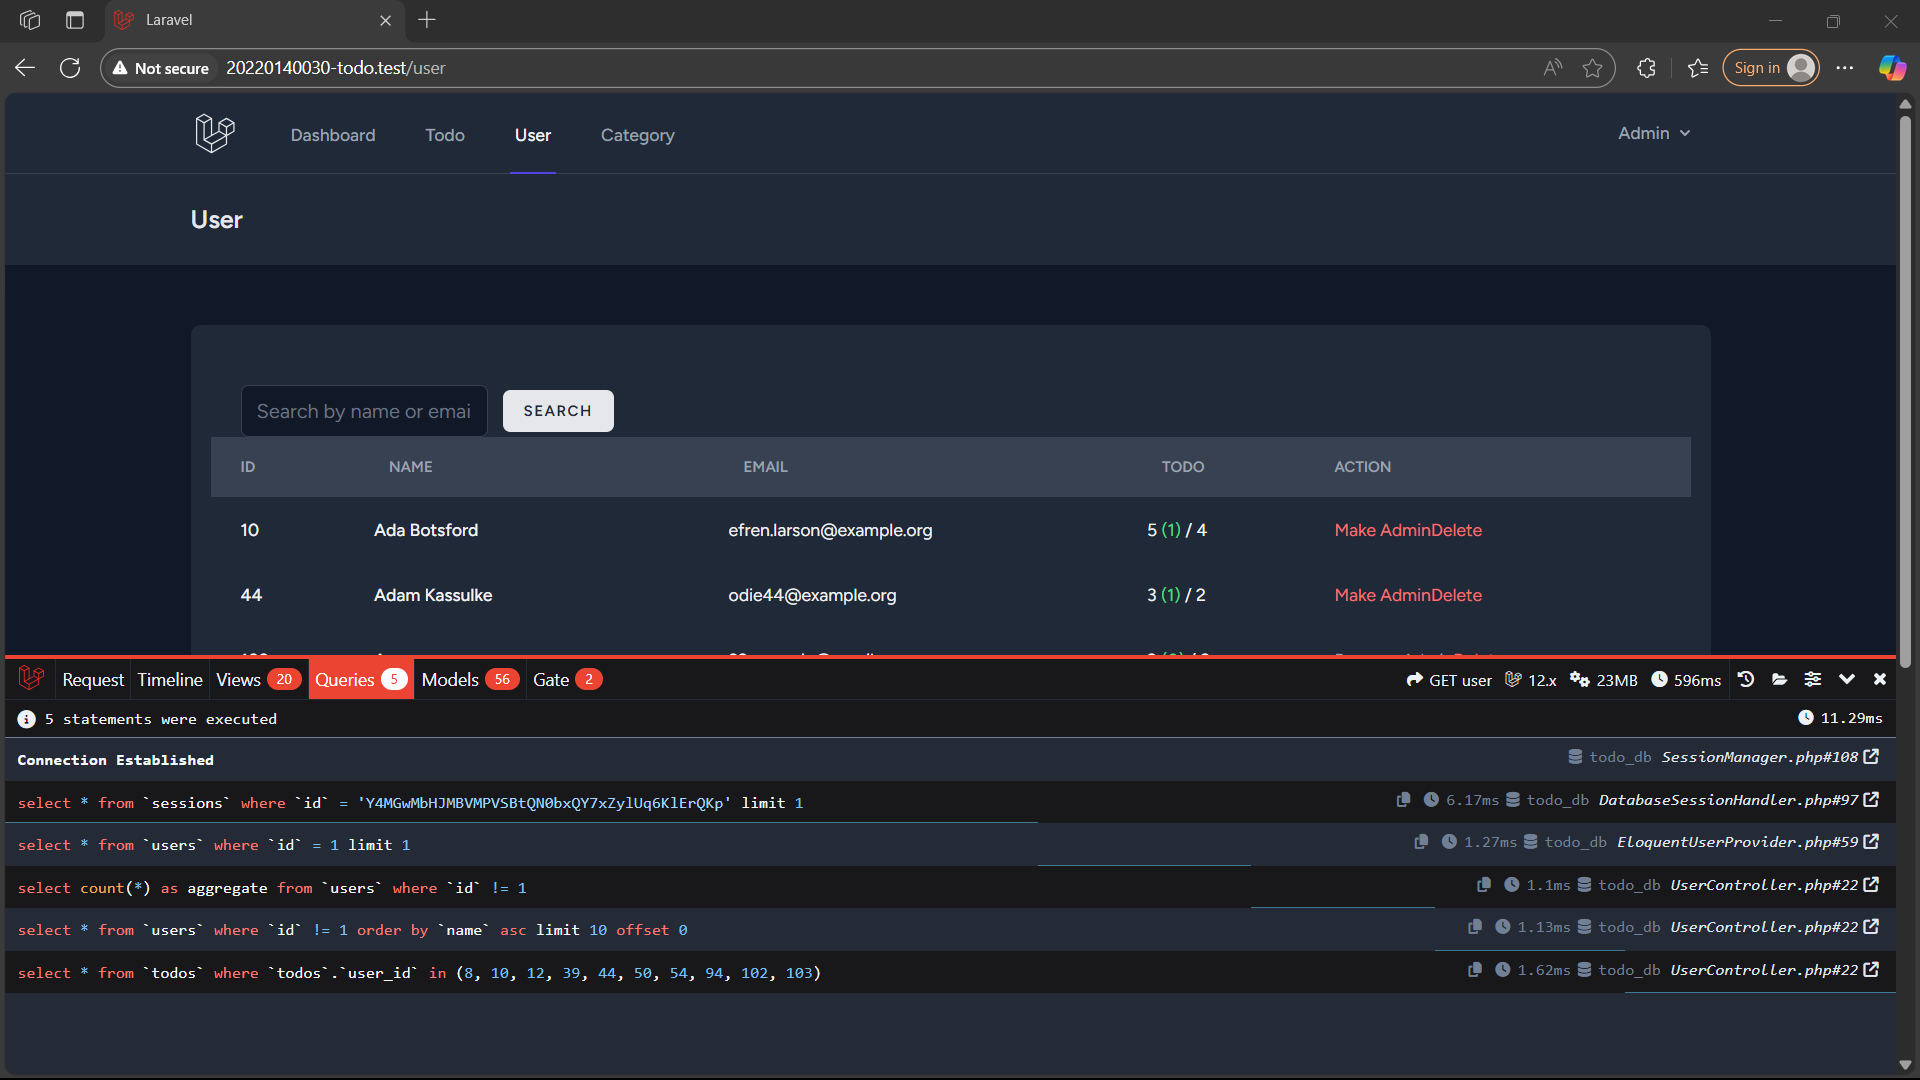 Laravel
Not secure 20220140030-todo.test/user Sign in
Dashboard Todo User Category Admin
User
Search by name or emai SEARCH
ID NAME EMAIL TODO ACTION
10 Ada Botsford efren.larson@example.org 5 (1) / 4 Make AdminDelete
44 Adam Kassulke odie44@example.org 3 (1) / 2 Make AdminDelete
Request Timeline Views 20 Queries 5 Models 56 Gate 2 GET user 12.x 23MB 596ms
5 statements were executed 11.29ms
Connection Established todo_db SessionManager.php#108
select * from `sessions` where `id` = 'Y4MGwMbHJMBVMPVSBtQN0bxQY7xZylUq6KlErQKp' limit 1 6.17ms todo_db DatabaseSessionHandler.php#97
select * from `users` where `id` = 1 limit 1 1.27ms todo_db EloquentUserProvider.php#59
select count(*) as aggregate from `users` where `id` != 1 1.1ms todo_db UserController.php#22
select * from `users` where `id` != 1 order by `name` asc limit 10 offset 0 1.13ms todo_db UserController.php#22
select * from `todos` where `todos`.`user_id` in (8, 10, 12, 39, 44, 50, 54, 94, 102, 103) 1.62ms todo_db UserController.php#22